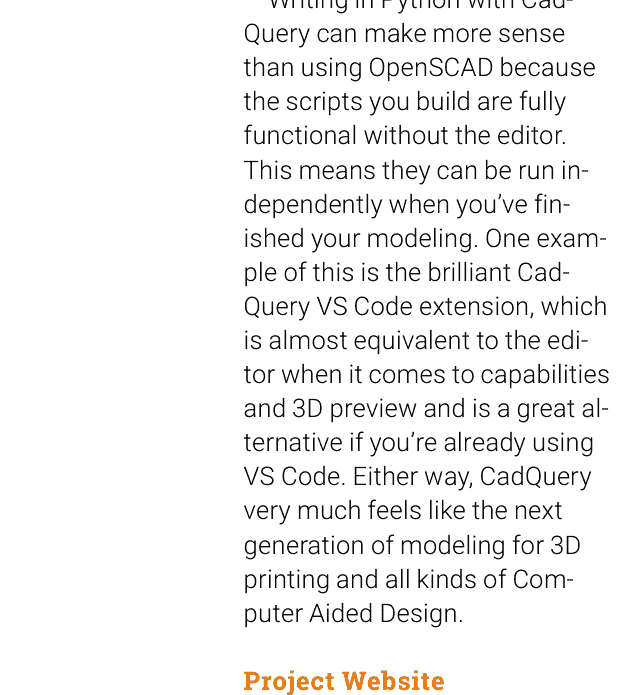 Writing in Python with Cad-
Query can make more sense
than using OpenSCAD because
the scripts you build are fully
functional without the editor.
This means they can be run in-
dependently when you’ve fin-
ished your modeling. One exam-
ple of this is the brilliant Cad-
Query VS Code extension, which
is almost equivalent to the edi-
tor when it comes to capabilities
and 3D preview and is a great al-
ternative if you’re already using
VS Code. Either way, CadQuery
very much feels like the next
generation of modeling for 3D
printing and all kinds of Com-
puter Aided Design.
Project Website